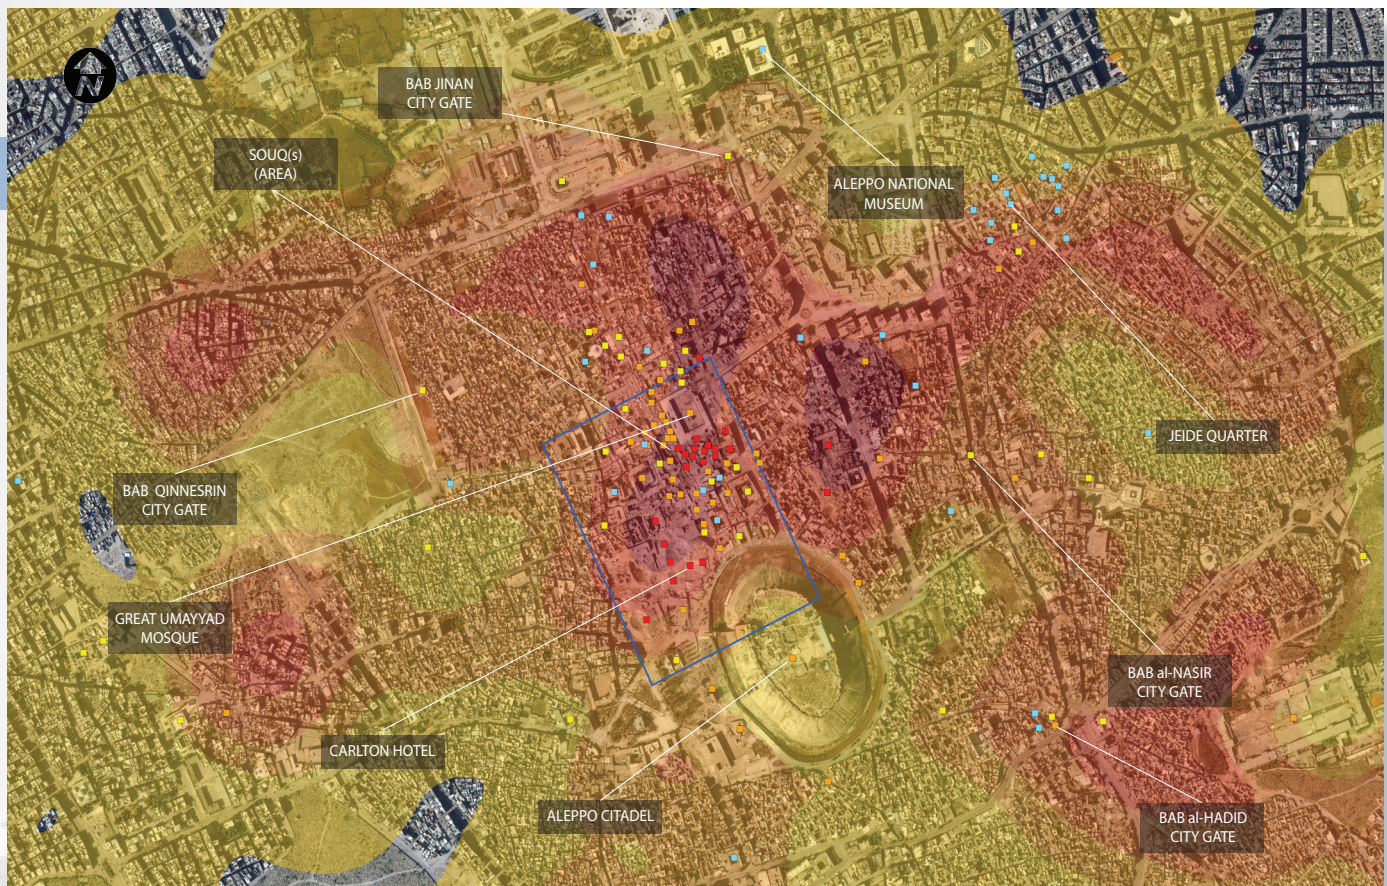 N
BAB JINAN
CITY GATE
SOUQ(s)
(AREA)
ALEPPO NATIONAL
MUSEUM
JEIDE QUARTER
BAB QINNESRIN
CITY GATE
GREAT UMAYYAD
MOSQUE
BAB al-NASIR
CITY GATE
CARLTON HOTEL
ALEPPO CITADEL
BAB al-HADID
CITY GATE